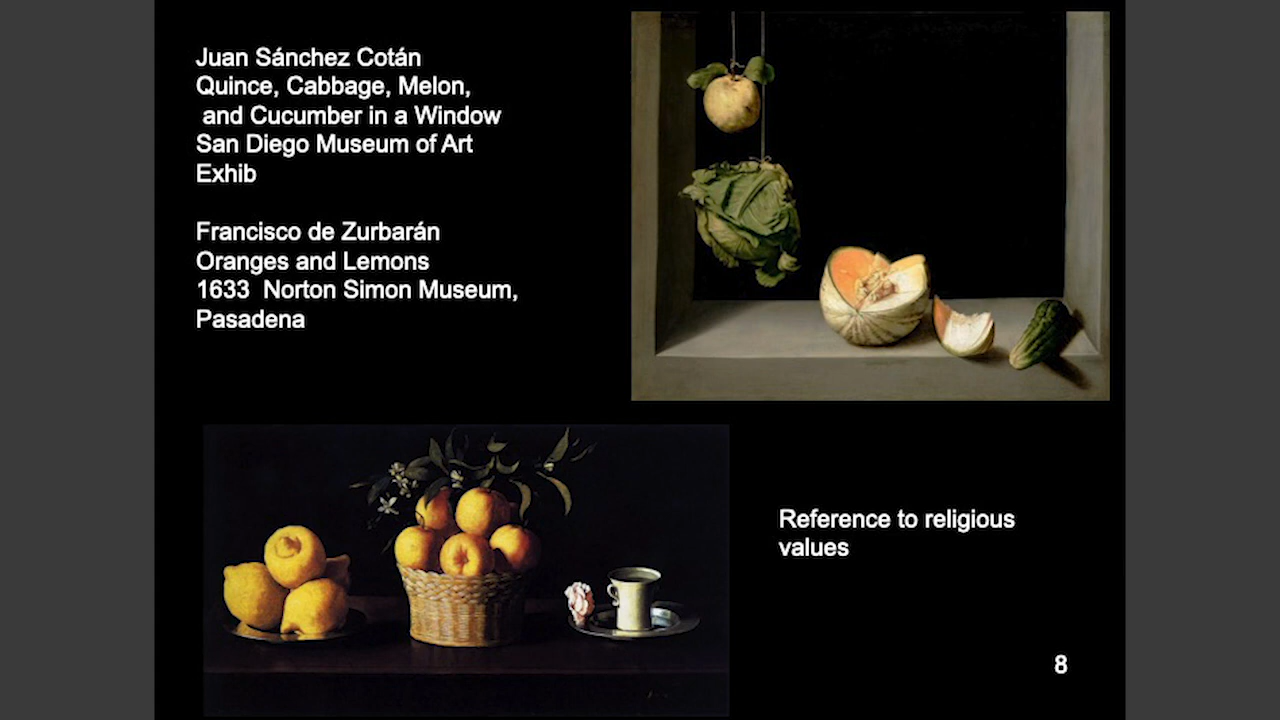 Juan Sánchez Cotán
Quince, Cabbage, Melon,
and Cucumber in a Window
San Diego Museum of Art
Exhib
Francisco de Zurbarán
Oranges and Lemons
1633  Norton Simon Museum,
Pasadena
Reference to religious
values
8